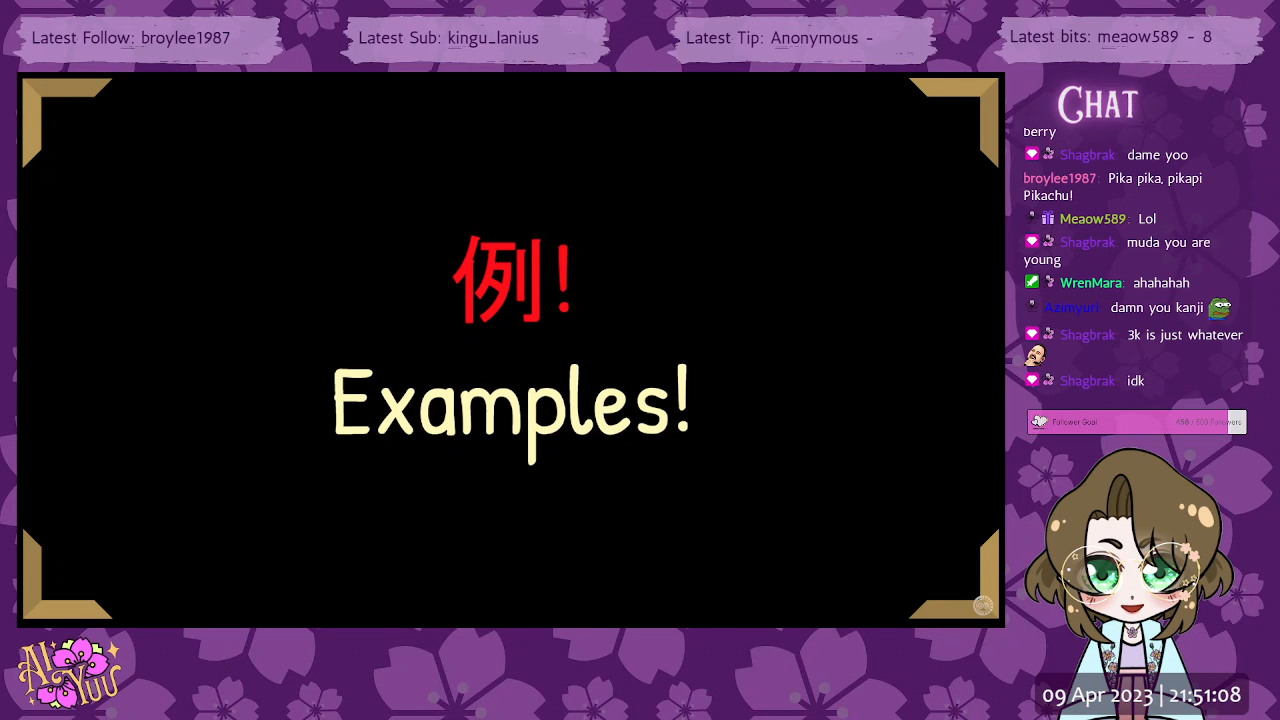 Latest Follow: broylee1987
Latest Sub: kingu_lanius
Latest Tip: Anonymous -
Latest bits: meaow589 - 8
例!
Examples!
CHAT
berry
Shagbrak: dame yoo
broylee1987: Pika pika, pikapi
Pikachu!
Meaow589: Lol
Shagbrak: muda you are
young
WrenMara: ahahahah
Azimyuri: damn you kanji
Shagbrak: 3k is just whatever
Shagbrak: idk
Follower Goal
AI
YUU
09 Apr 2023 | 21:51:08